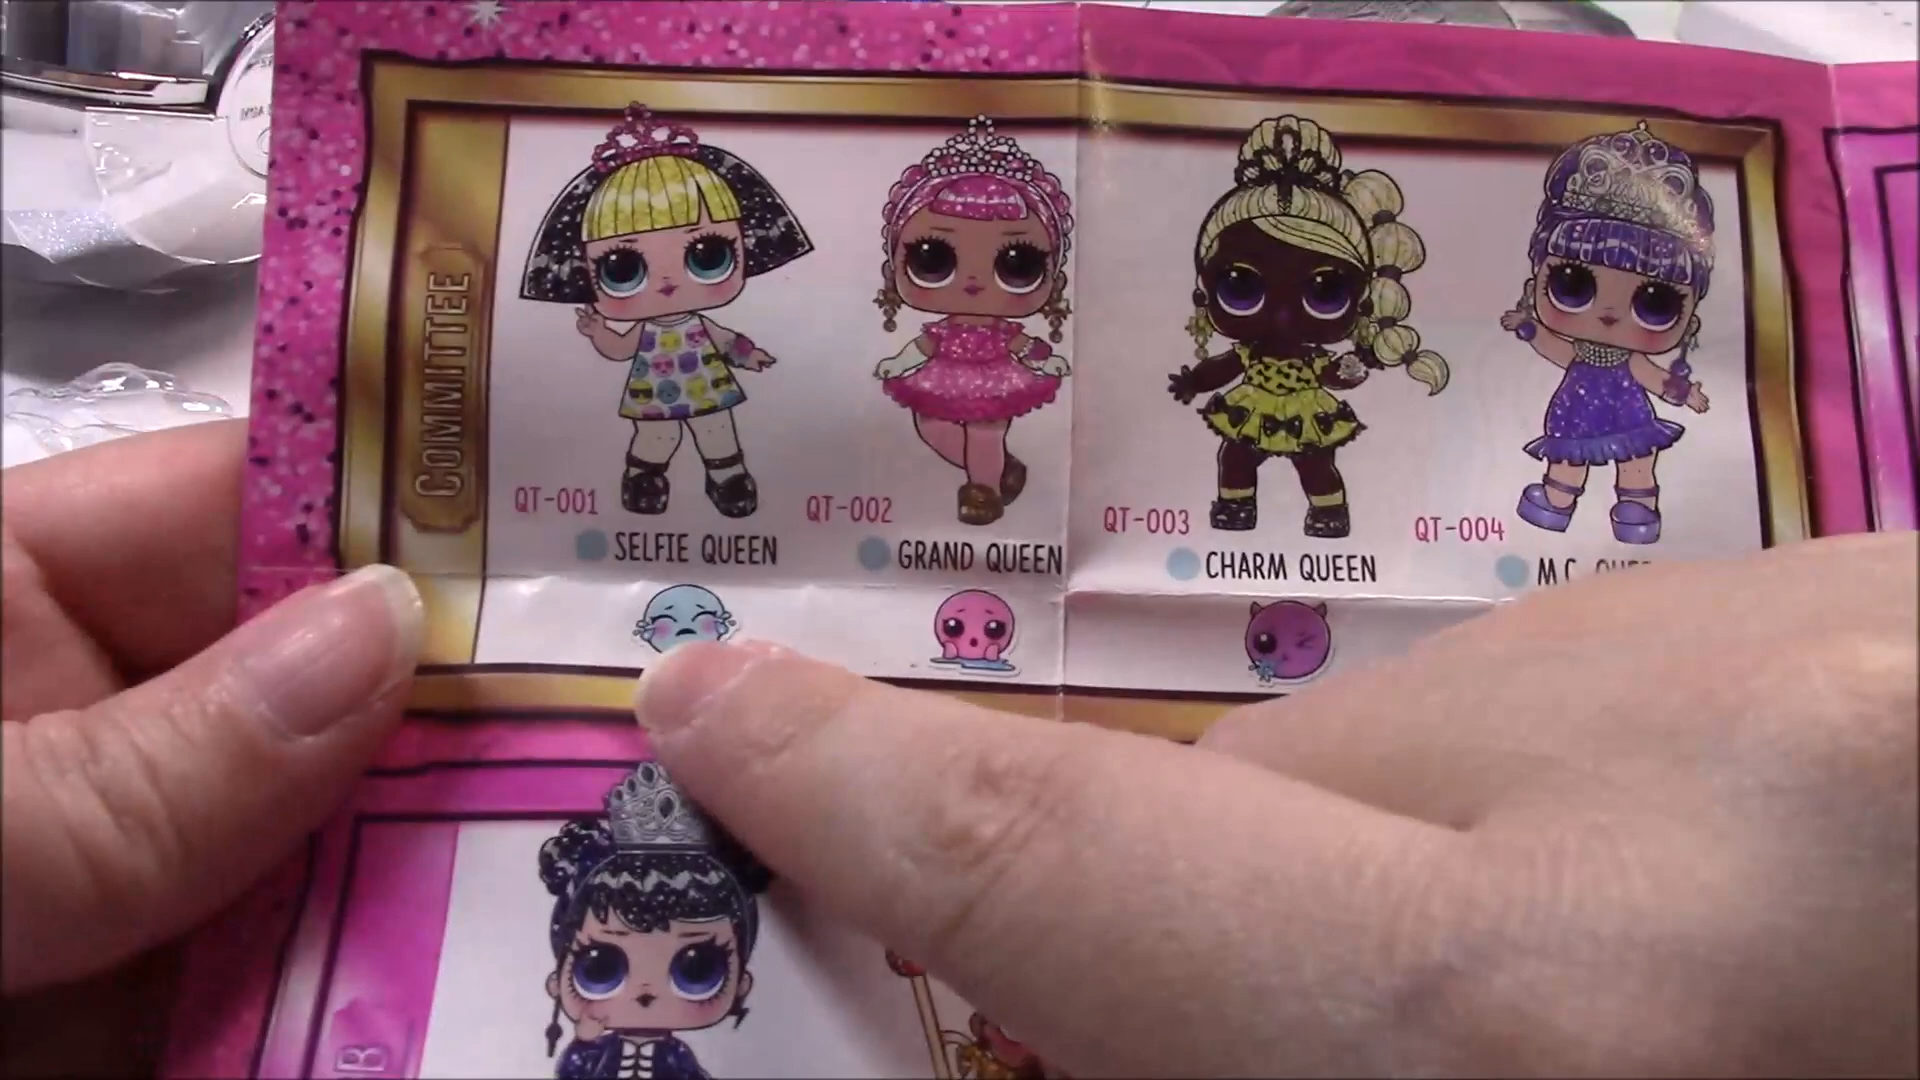 COMMITTEE
QT-001
SELFIE QUEEN
QT-002
GRAND QUEEN
QT-003
CHARM QUEEN
QT-004
M.C.